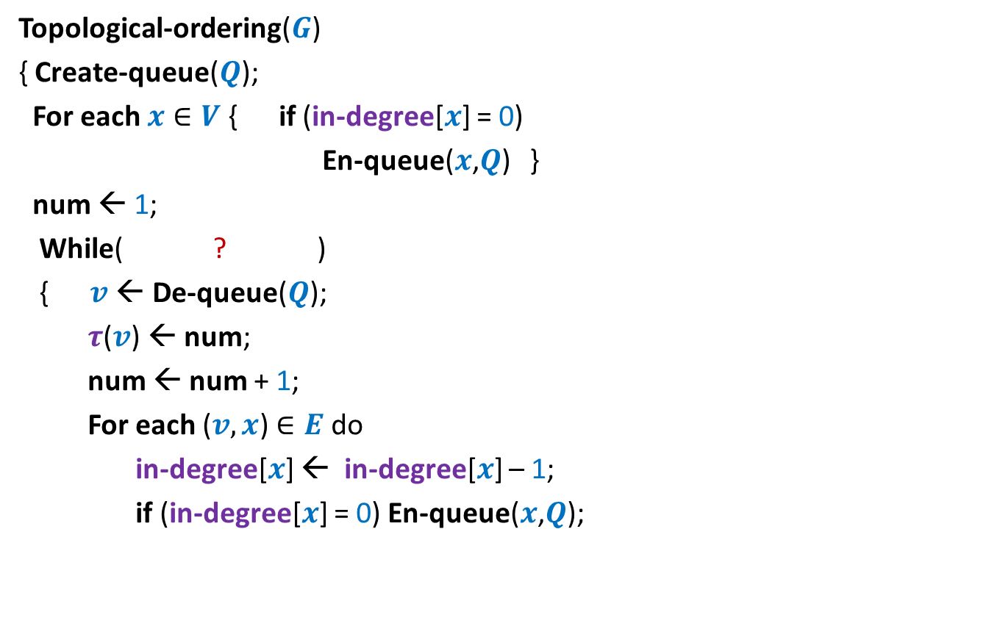 Topological-ordering(G)
{ Create-queue(Q);
For each x ∈ V { if (in-degree[x] = 0)
En-queue(x,Q) }
num ← 1;
While( ? )
{ v ← De-queue(Q);
τ(v) ← num;
num ← num + 1;
For each (v, x) ∈ E do
in-degree[x] ← in-degree[x] – 1;
if (in-degree[x] = 0) En-queue(x,Q);